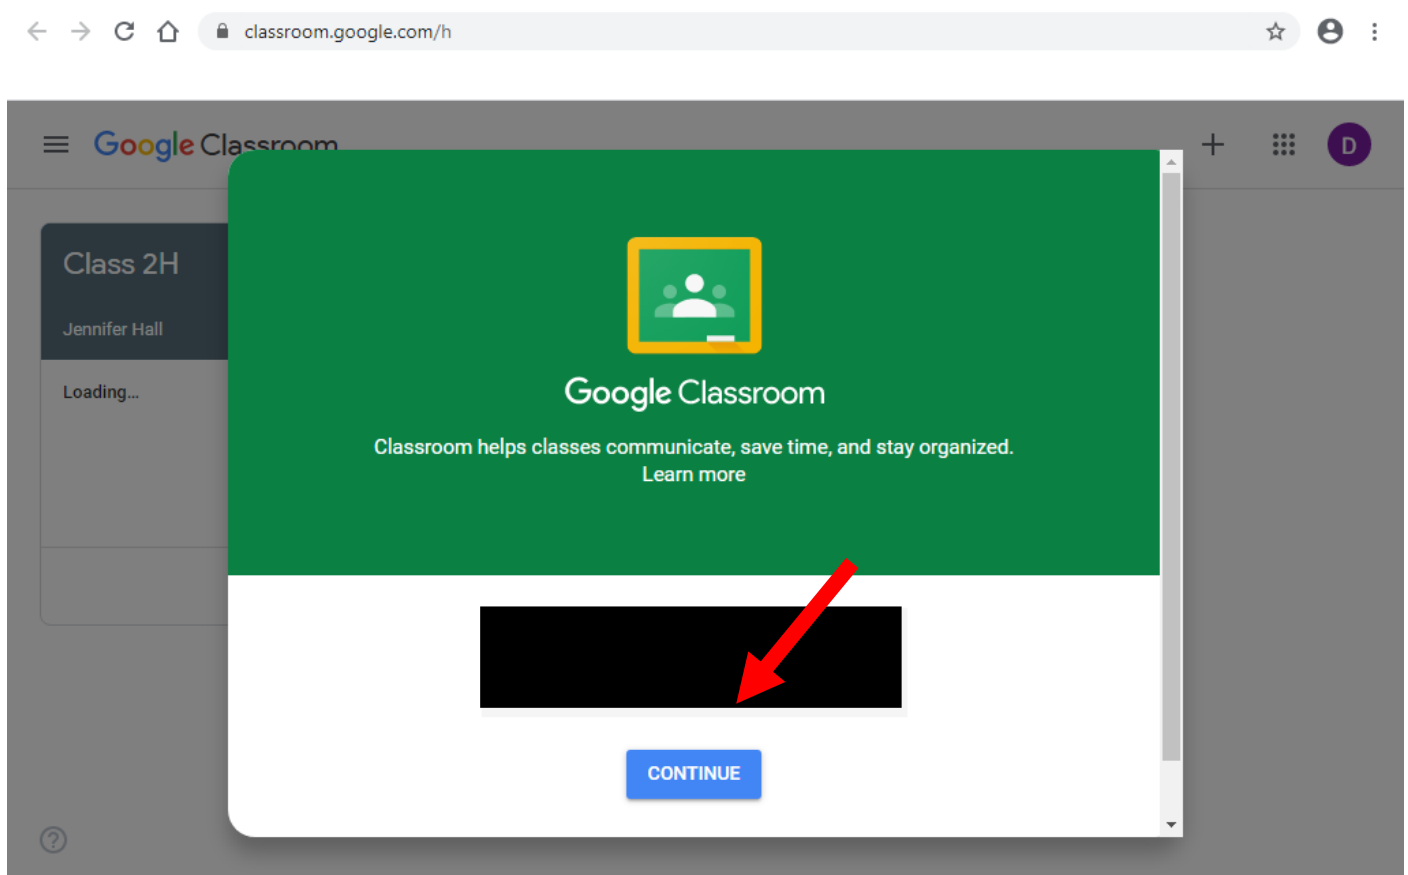 classroom.google.com/h
Google Classroom
D
Class 2H
Jennifer Hall
Loading...
Google Classroom
Classroom helps classes communicate, save time, and stay organized.
Learn more
CONTINUE
?